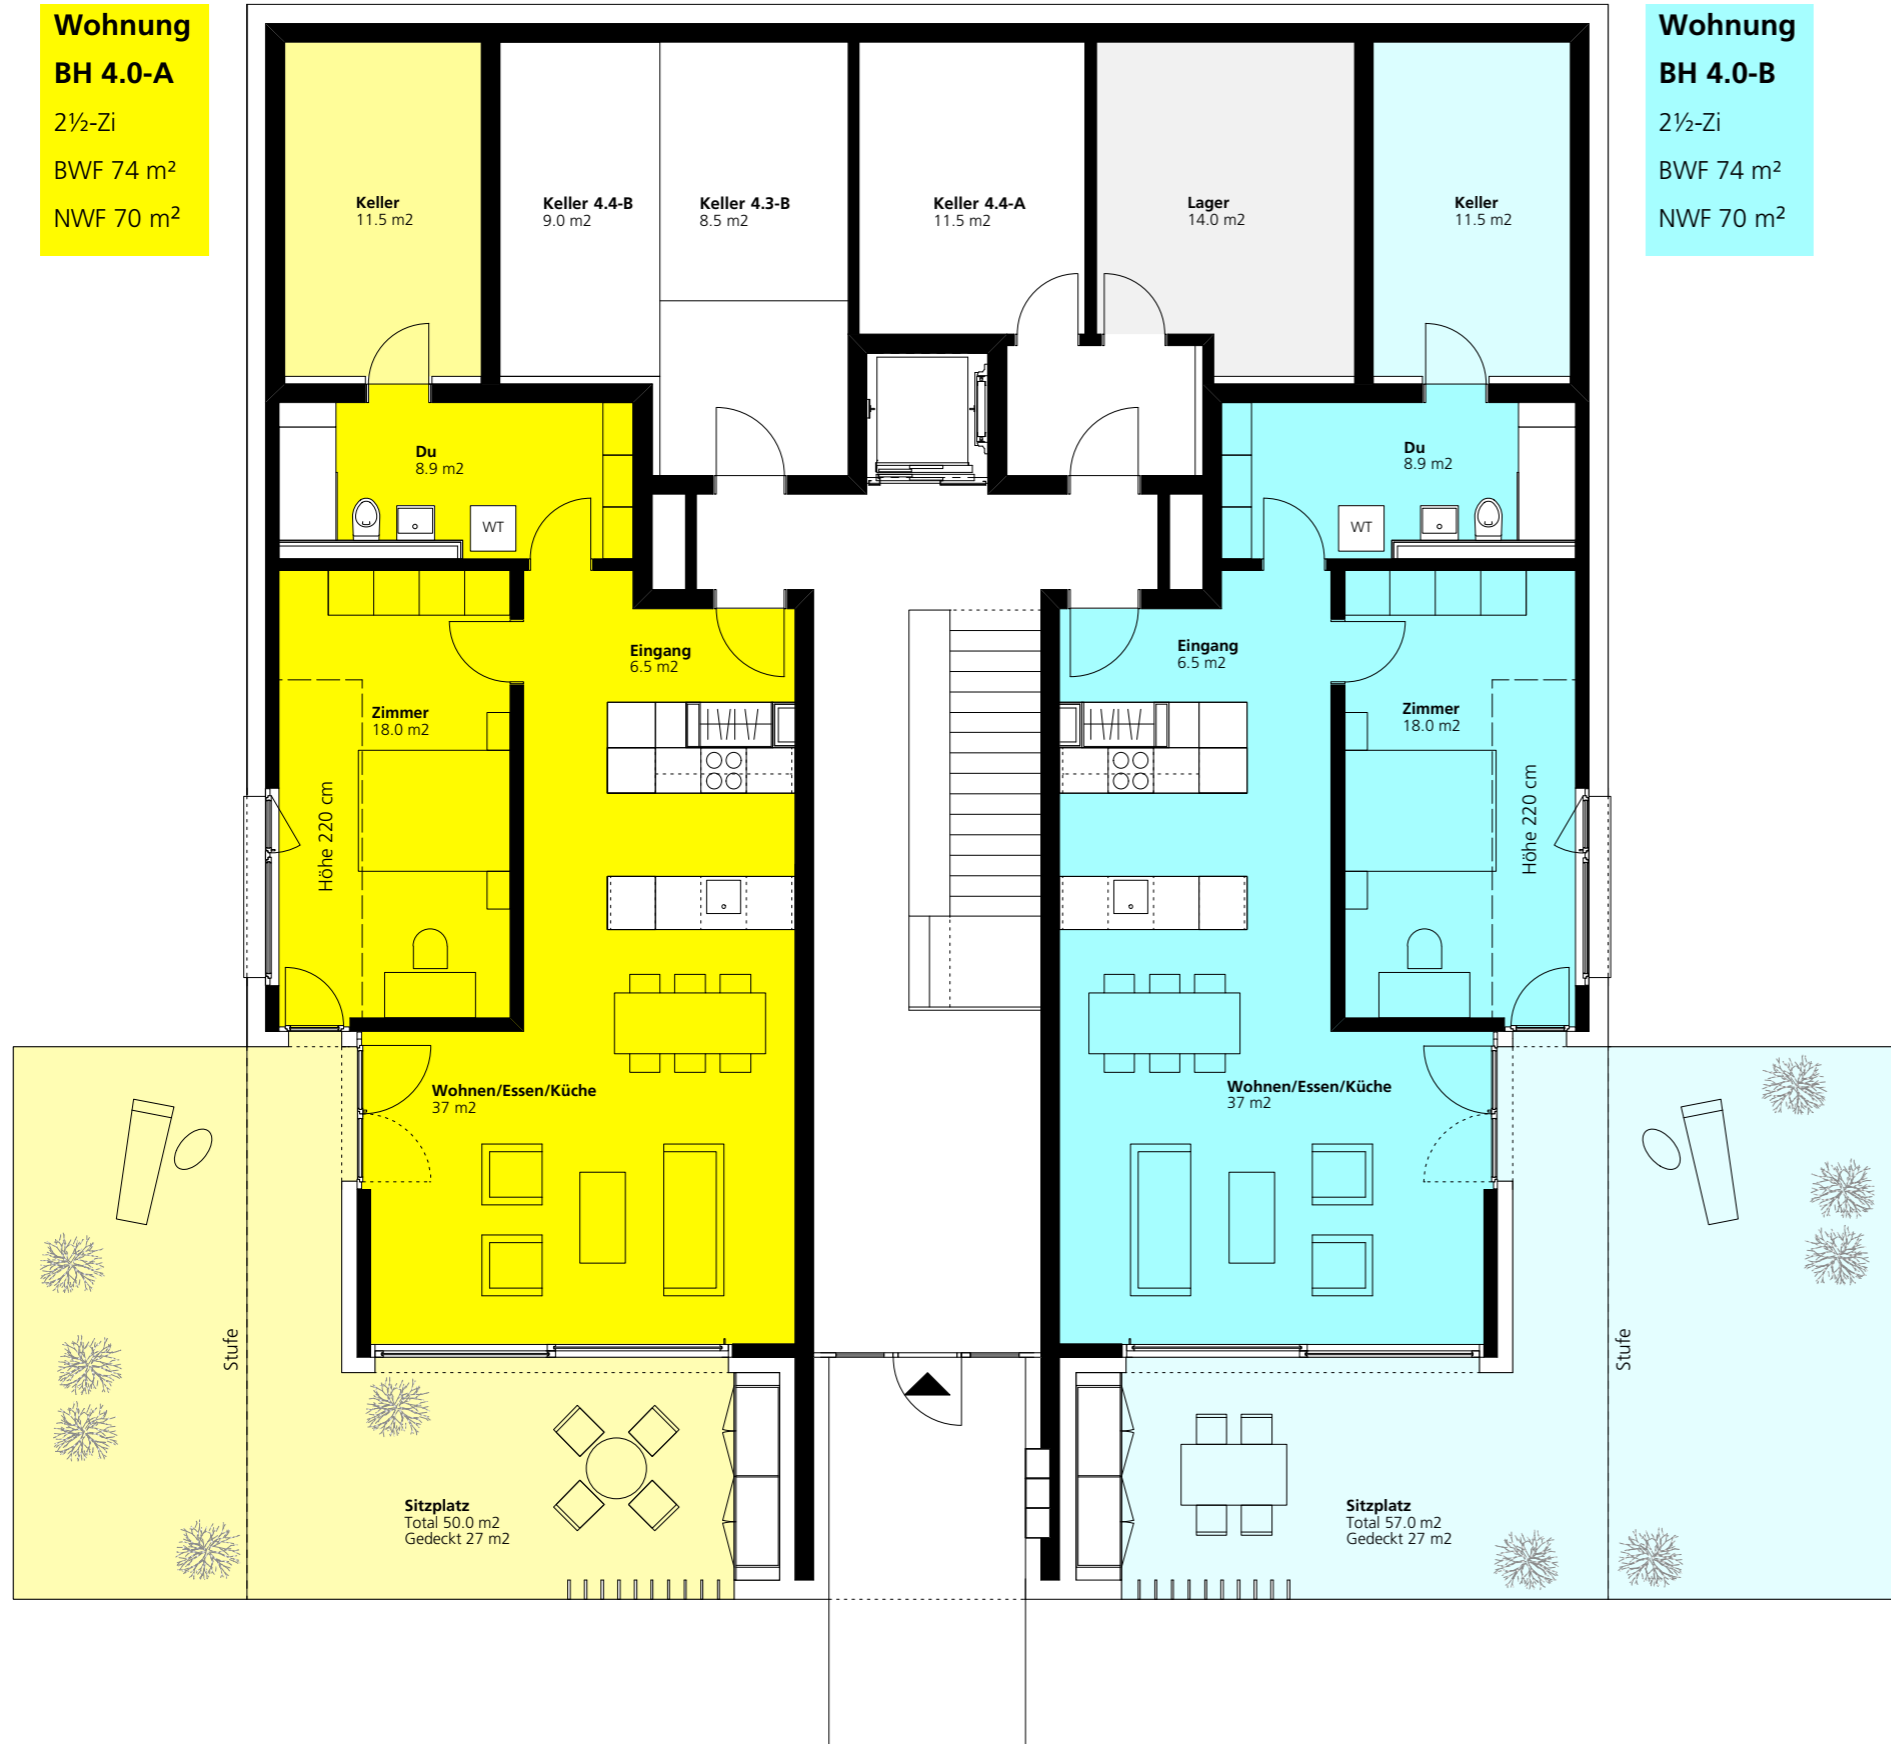 Wohnung
BH 4.0-A
2½-Zi
BWF 74 m²
NWF 70 m²
Wohnung
BH 4.0-B
2½-Zi
BWF 74 m²
NWF 70 m²
Keller
11.5 m2
Keller 4.4-B
9.0 m2
Keller 4.3-B
8.5 m2
Keller 4.4-A
11.5 m2
Lager
14.0 m2
Keller
11.5 m2
Du
8.9 m2
WT
Du
8.9 m2
WT
Eingang
6.5 m2
Eingang
6.5 m2
Zimmer
18.0 m2
Zimmer
18.0 m2
Höhe 220 cm
Höhe 220 cm
Wohnen/Essen/Küche
37 m2
Wohnen/Essen/Küche
37 m2
Stufe
Stufe
Sitzplatz
Total 50.0 m2
Gedeckt 27 m2
Sitzplatz
Total 57.0 m2
Gedeckt 27 m2